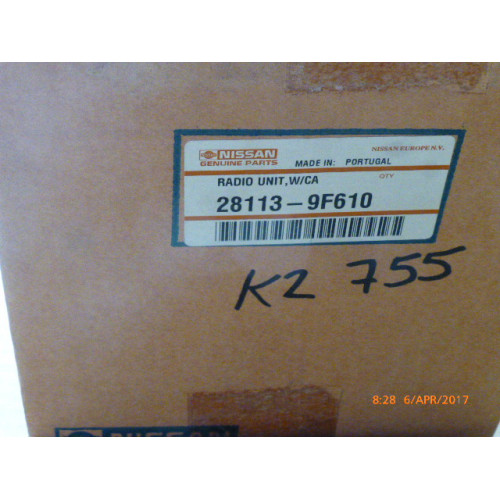 NISSAN
GENUINE PARTS
NISSAN EUROPE N.V.
MADE IN: PORTUGAL
QTY
RADIO UNIT,W/CA
28113-9F610
K2 755
8:28 6/APR/2017
NISSAN